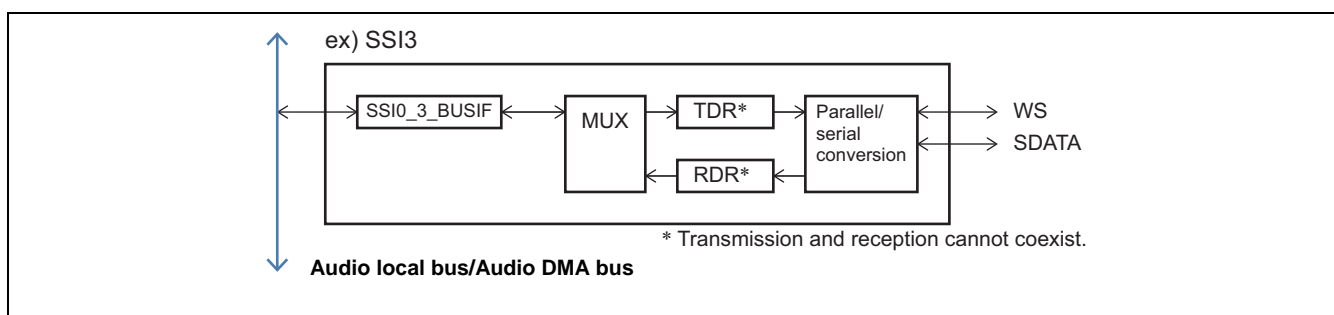 ex) SSI3
SSI0_3_BUSIF
MUX
TDR*
RDR*
Parallel/
serial
conversion
WS
SDATA
* Transmission and reception cannot coexist.
Audio local bus/Audio DMA bus